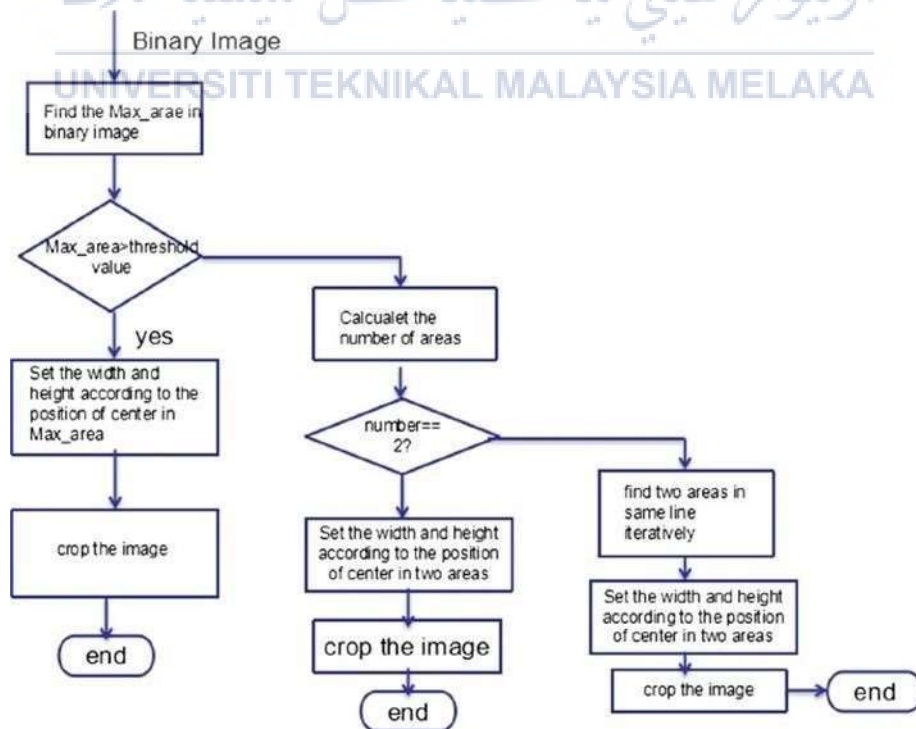 Binary Image
UNIVERSITI TEKNIKAL MALAYSIA MELAKA
Find the Max_arae in
binary image
Max_area>threshold
value
yes
Set the width and
height according to the
position of center in
Max_area
crop the image
end
Calcualet the
number of areas
number==
2?
Set the width and height
according to the position
of center in two areas
crop the image
end
find two areas in
same line
iteratively
Set the width and height
according to the position
of center in two areas
crop the image
end